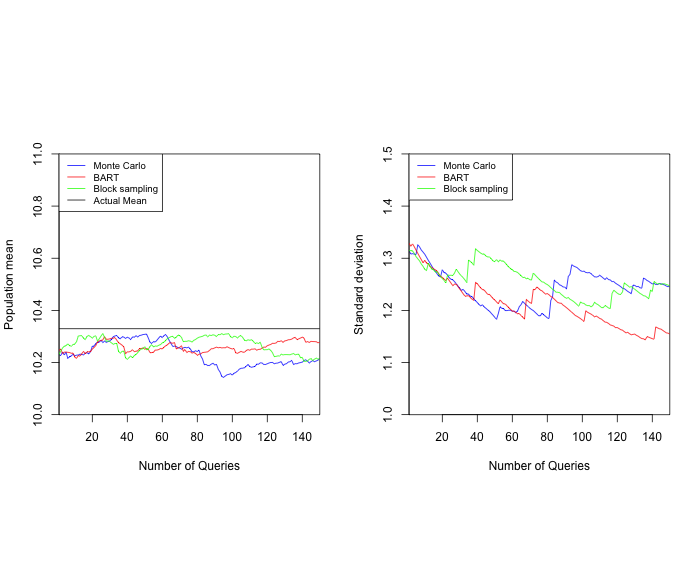 Population mean
10.0
10.2
10.4
10.6
10.8
11.0
Monte Carlo
BART
Block sampling
Actual Mean
20 40 60 80 100 120 140
Number of Queries
Standard deviation
1.0
1.1
1.2
1.3
1.4
1.5
Monte Carlo
BART
Block sampling
20 40 60 80 100 120 140
Number of Queries